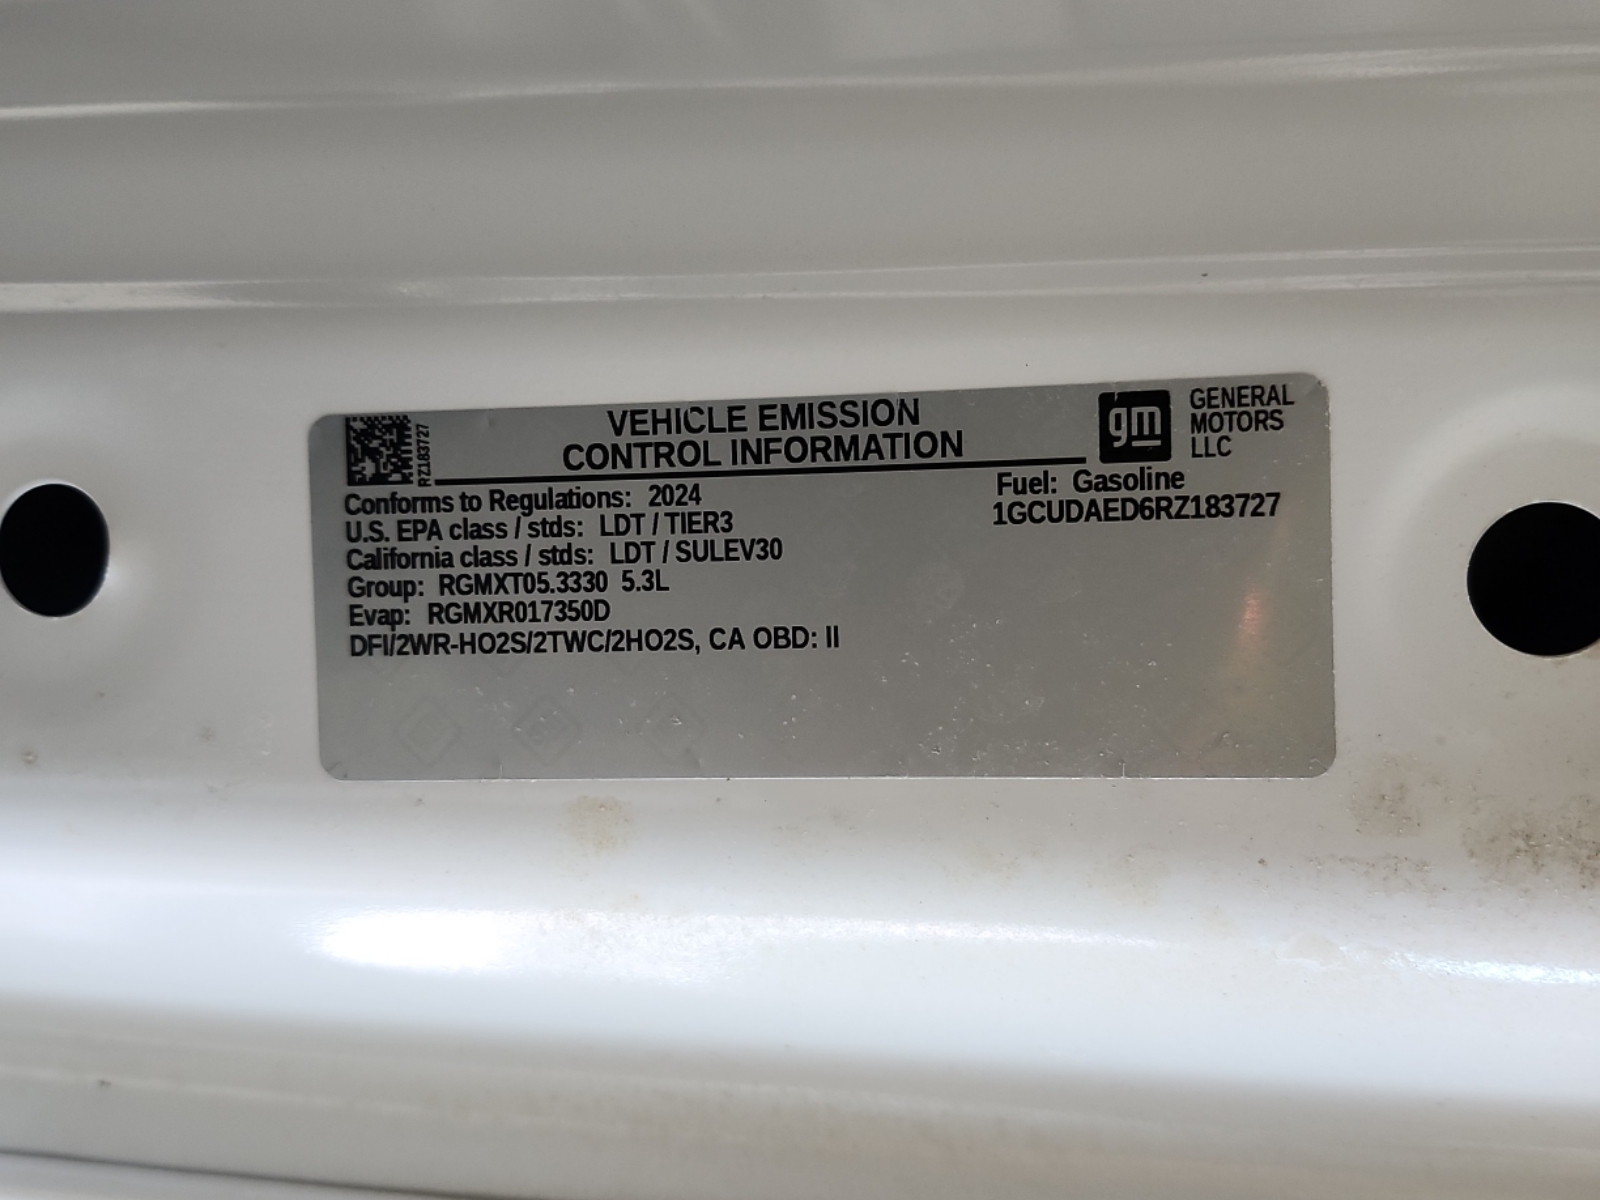 RZ183727
VEHICLE EMISSION
CONTROL INFORMATION
gm
GENERAL
MOTORS
LLC
Conforms to Regulations: 2024
U.S. EPA class / stds: LDT / TIER3
California class / stds: LDT / SULEV30
Group: RGMXT05.3330 5.3L
Evap: RGMXR017350D
DFI/2WR-HO2S/2TWC/2HO2S, CA OBD: II
Fuel: Gasoline
1GCUDAED6RZ183727